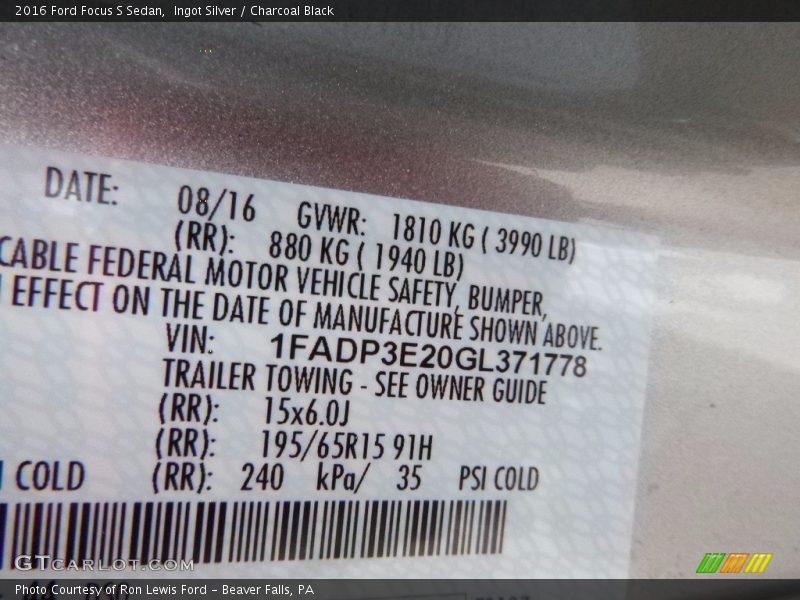 2016 Ford Focus S Sedan,  Ingot Silver / Charcoal Black
DATE: 08/16 GVWR: 1810 KG ( 3990 LB)
(RR): 880 KG ( 1940 LB)
CABLE FEDERAL MOTOR VEHICLE SAFETY, BUMPER,
EFFECT ON THE DATE OF MANUFACTURE SHOWN ABOVE.
VIN: 1FADP3E20GL371778
TRAILER TOWING - SEE OWNER GUIDE
(RR): 15x6.0J
(RR): 195/65R15 91H
COLD (RR): 240 kPa/ 35 PSI COLD
GTCARLOT.COM
Photo Courtesy of Ron Lewis Ford – Beaver Falls, PA